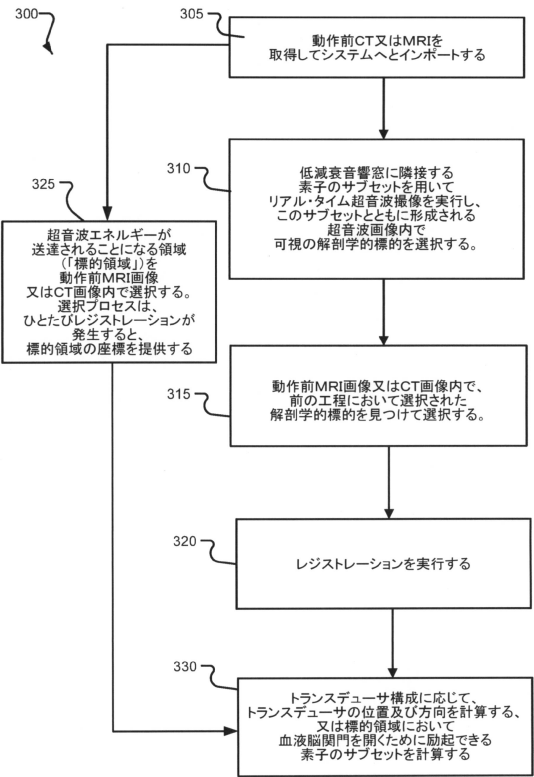 300
305
動作前CT又はMRIを
取得してシステムへとインポートする
310
低減衰音響窓に隣接する
素子のサブセットを用いて
リアル・タイム超音波撮像を実行し、
このサブセットとともに形成される
超音波画像内で
可視の解剖学的標的を選択する。
325
超音波エネルギーが
送達されることになる領域
(「標的領域」)を
動作前MRI画像
又はCT画像内で選択する。
選択プロセスは、
ひとたびレジストレーションが
発生すると、
標的領域の座標を提供する
315
動作前MRI画像又はCT画像内で、
前の工程において選択された
解剖学的標的を見つけて選択する。
320
レジストレーションを実行する
330
トランスデューサ構成に応じて、
トランスデューサの位置及び方向を計算する、
又は標的領域において
血液脳関門を開くために励起できる
素子のサブセットを計算する